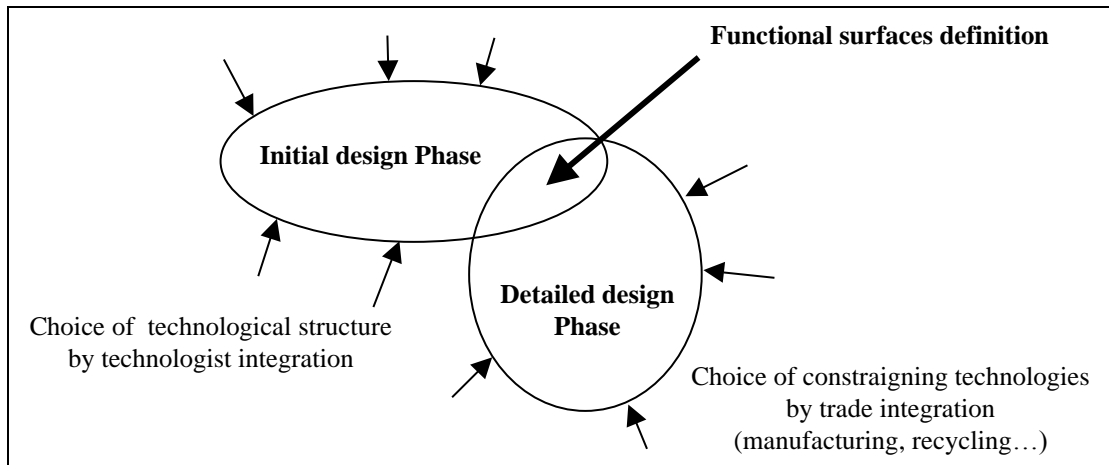 Functional surfaces definition
Initial design Phase
Detailed design
Phase
Choice of technological structure
by technologist integration
Choice of constraigning technologies
by trade integration
(manufacturing, recycling…)